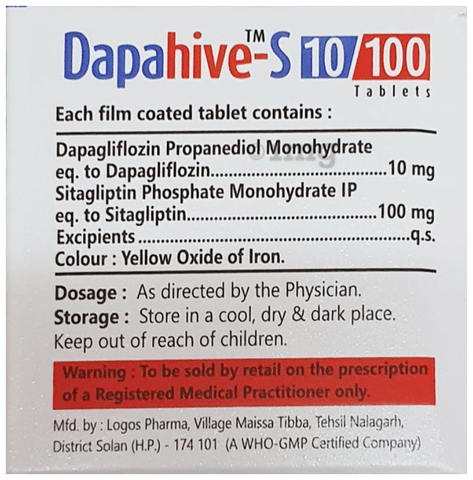 Dapahive™-S 10/100
Tablets
Each film coated tablet contains :
Dapagliflozin Propanediol Monohydrate
eq. to Dapagliflozin..............................10 mg
Sitagliptin Phosphate Monohydrate IP
eq. to Sitagliptin...................................100 mg
Excipients..............................................q.s.
Colour : Yellow Oxide of Iron.
Dosage : As directed by the Physician.
Storage : Store in a cool, dry & dark place.
Keep out of reach of children.
Warning : To be sold by retail on the prescription
of a Registered Medical Practitioner only.
Mfd. by : Logos Pharma, Village Maissa Tibba, Tehsil Nalagarh,
District Solan (H.P.) - 174 101 (A WHO-GMP Certified Company)